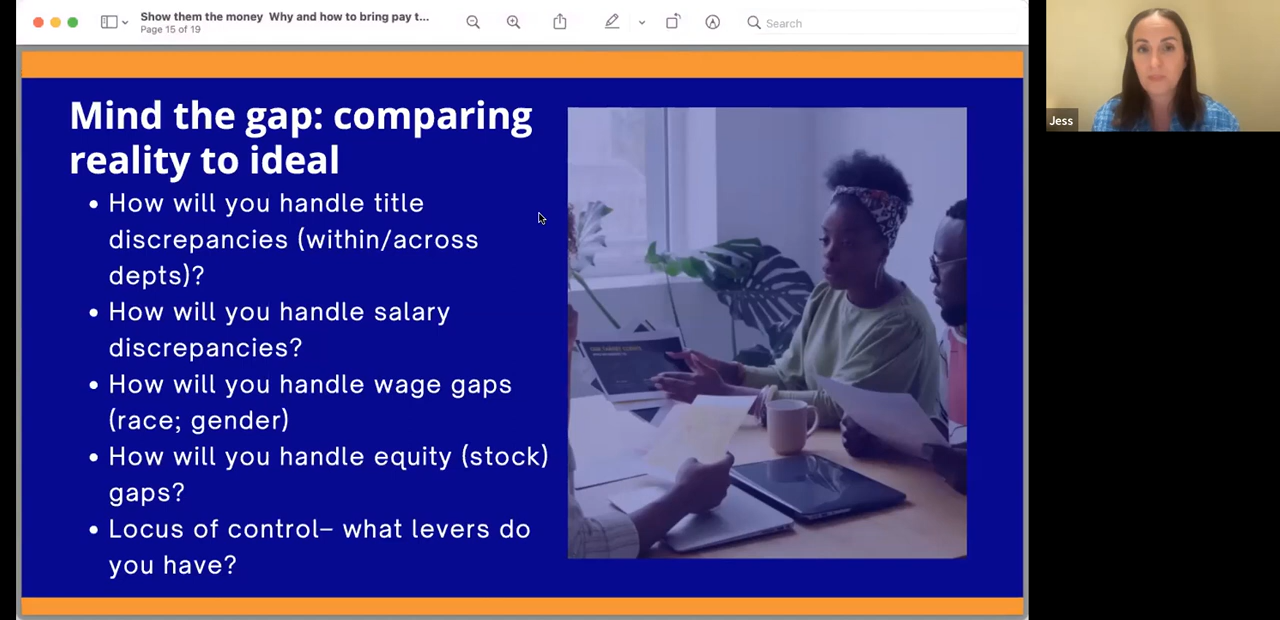 Show them the money  Why and how to bring pay t...
Page 15 of 19
Search
Mind the gap: comparing
reality to ideal
• How will you handle title
discrepancies (within/across
depts)?
• How will you handle salary
discrepancies?
• How will you handle wage gaps
(race; gender)
• How will you handle equity (stock)
gaps?
• Locus of control– what levers do
you have?
Jess